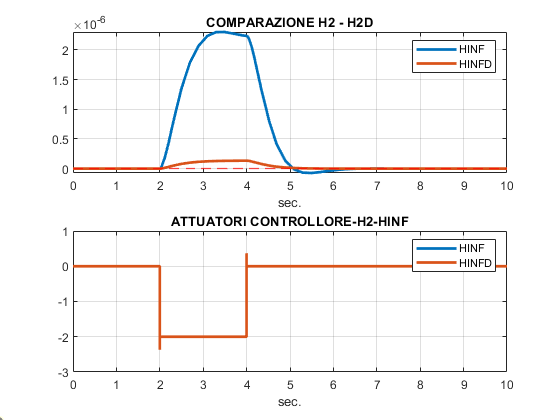 ×10⁻⁶
COMPARAZIONE H2 - H2D
2
1.5
1
0.5
0
HINF
HINFD
0 1 2 3 4 5 6 7 8 9 10
sec.
ATTUATORI CONTROLLORE-H2-HINF
1
0
-1
-2
-3
HINF
HINFD
0 1 2 3 4 5 6 7 8 9 10
sec.